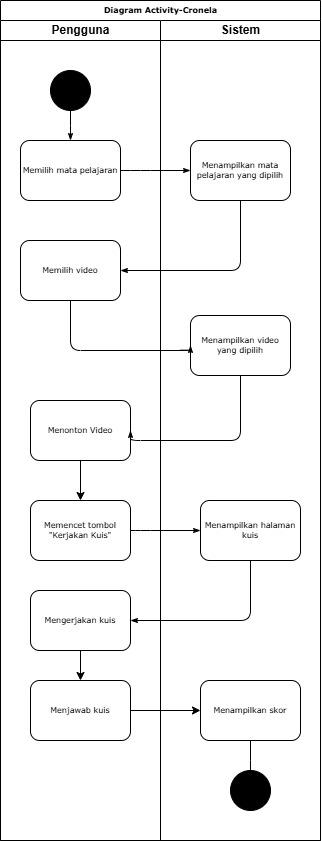 Diagram Activity-Cronela
Pengguna
Sistem
Memilih mata pelajaran
Menampilkan mata
pelajaran yang dipilih
Memilih video
Menampilkan video
yang dipilih
Menonton Video
Memencet tombol
"Kerjakan Kuis"
Menampilkan halaman
kuis
Mengerjakan kuis
Menjawab kuis
Menampilkan skor